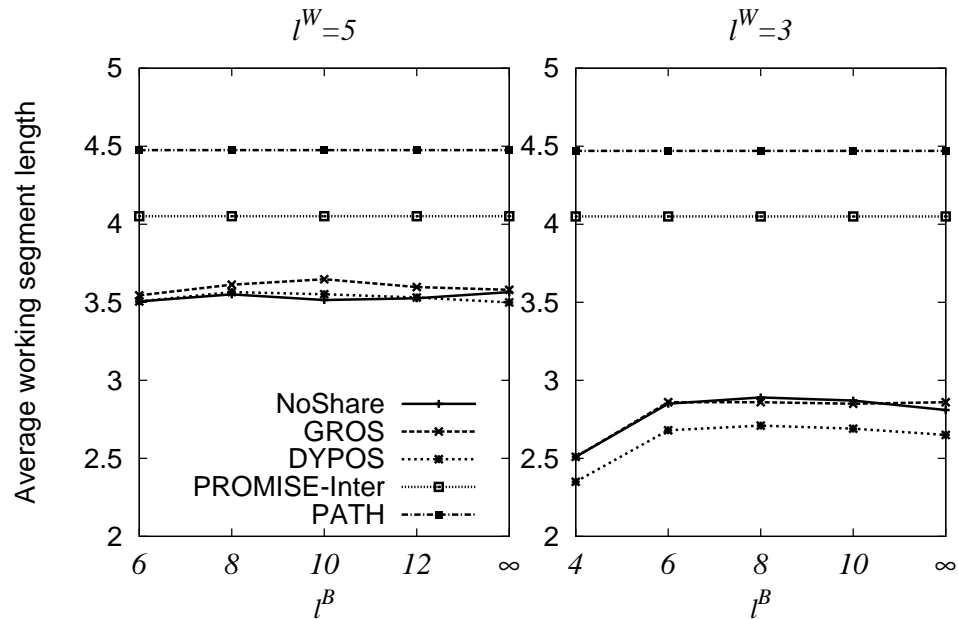 l^W=5
l^W=3
Average working segment length
5
4.5
4
3.5
3
2.5
2
NoShare
GROS
DYPOS
PROMISE-Inter
PATH
6 8 10 12 ∞
l^B
5
4.5
4
3.5
3
2.5
2
4 6 8 10 ∞
l^B